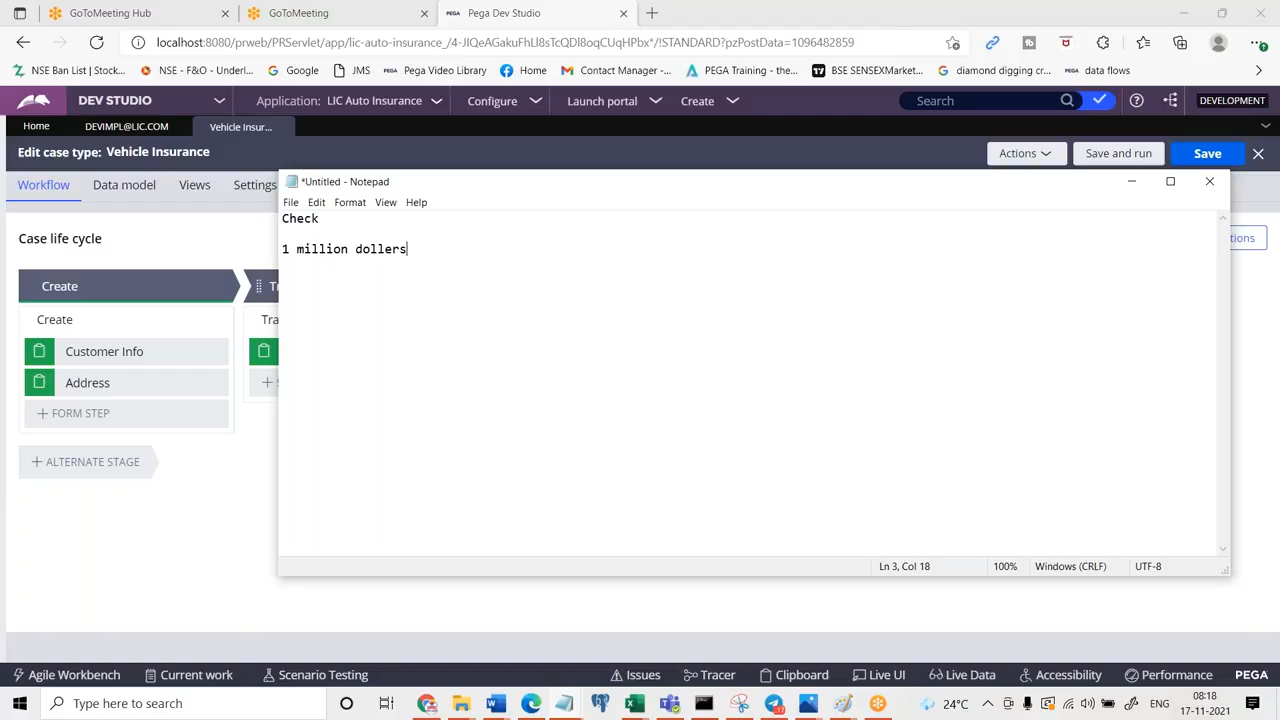 GoToMeeting Hub
GoToMeeting
PEGA Pega Dev Studio
localhost:8080/prweb/PRServlet/app/lic-auto-insurance_/4-JIQeAGakuFhLl8sTcQDl8oqCUqHPbx*/!STANDARD?pzPostData=1096482859
NSE Ban List | Stock... NSE - F&O - Underl... Google JMS PEGA Pega Video Library Home Contact Manager -... PEGA Training - the... BSE SENSEXMarket... diamond digging cr... PEGA data flows
DEV STUDIO Application: LIC Auto Insurance Configure Launch portal Create Search DEVELOPMENT
Home DEVIMPL@LIC.COM Vehicle Insur...
Edit case type: Vehicle Insurance Actions Save and run Save
Workflow Data model Views Settings
*Untitled - Notepad
File Edit Format View Help
Check
1 million dollers
Case life cycle
tions
Create
Tr
Create
Tra
Customer Info
Address
+ S
+ FORM STEP
+ ALTERNATE STAGE
Ln 3, Col 18 100% Windows (CRLF) UTF-8
Agile Workbench Current work Scenario Testing Issues Tracer Clipboard Live UI Live Data Accessibility Performance PEGA
Type here to search
17
24°C
ENG
08:18
17-11-2021